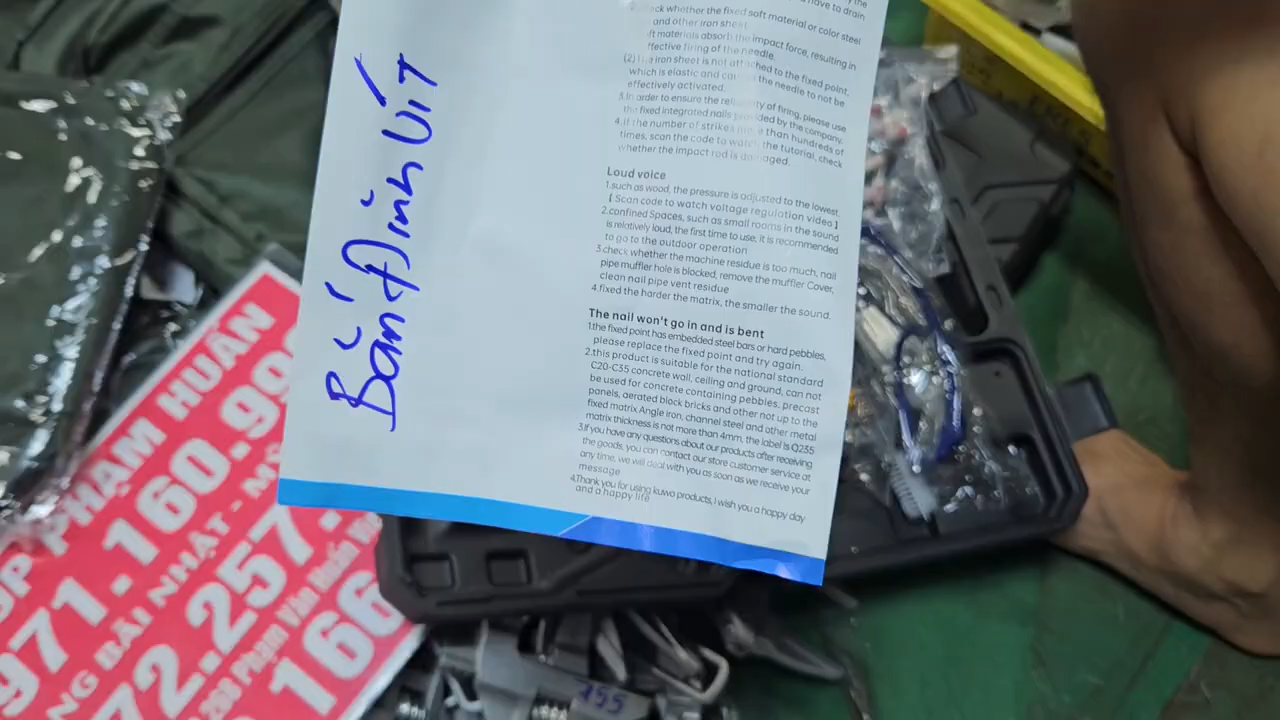 Bắn Đinh VÍT
have to drain
whether the fixed soft material or color steel
and other iron sheet
materials absorb the impact force, resulting in
firing of the needle.
iron sheet is not attached to the fixed point,
which is elastic and the needle to not be
effectively activated.
3.In order to ensure the reliability of firing, please use
the fixed integrated nails provided by the company.
4.If the number of strikes more than hundreds of
times, scan the code to watch the tutorial, check
whether the impact rod is damaged.
Loud voice
1.such as wood, the pressure is adjusted to the lowest,
[ Scan code to watch voltage regulation video ]
2.confined Spaces, such as small rooms in the sound
is relatively loud, the first time to use, it is recommended
to go to the outdoor operation
3.check whether the machine residue is too much, nail
pipe muffler hole is blocked, remove the muffler Cover,
clean nail pipe vent residue
4.fixed the harder the matrix, the smaller the sound.
The nail won't go in and is bent
1.the fixed point has embedded steel bars or hard pebbles,
please replace the fixed point and try again.
2.this product is suitable for the national standard
C20-C35 concrete wall, ceiling and ground, can not
be used for concrete containing pebbles, precast
panels, aerated block bricks and other not up to the
fixed matrix Angle iron, channel steel and other metal
matrix thickness is not more than 4mm, the label is Q235
3.If you have any questions about our products after receiving
the goods, you can contact our store customer service at
any time, we will deal with you as soon as we receive your
message
4.Thank you for using kuwa products, I wish you a happy day
and a happy life
PHẠM HUÂN
971.160.99
NG BÃI NHẬT - MỸ
72.257.
Phạm Văn
166
255